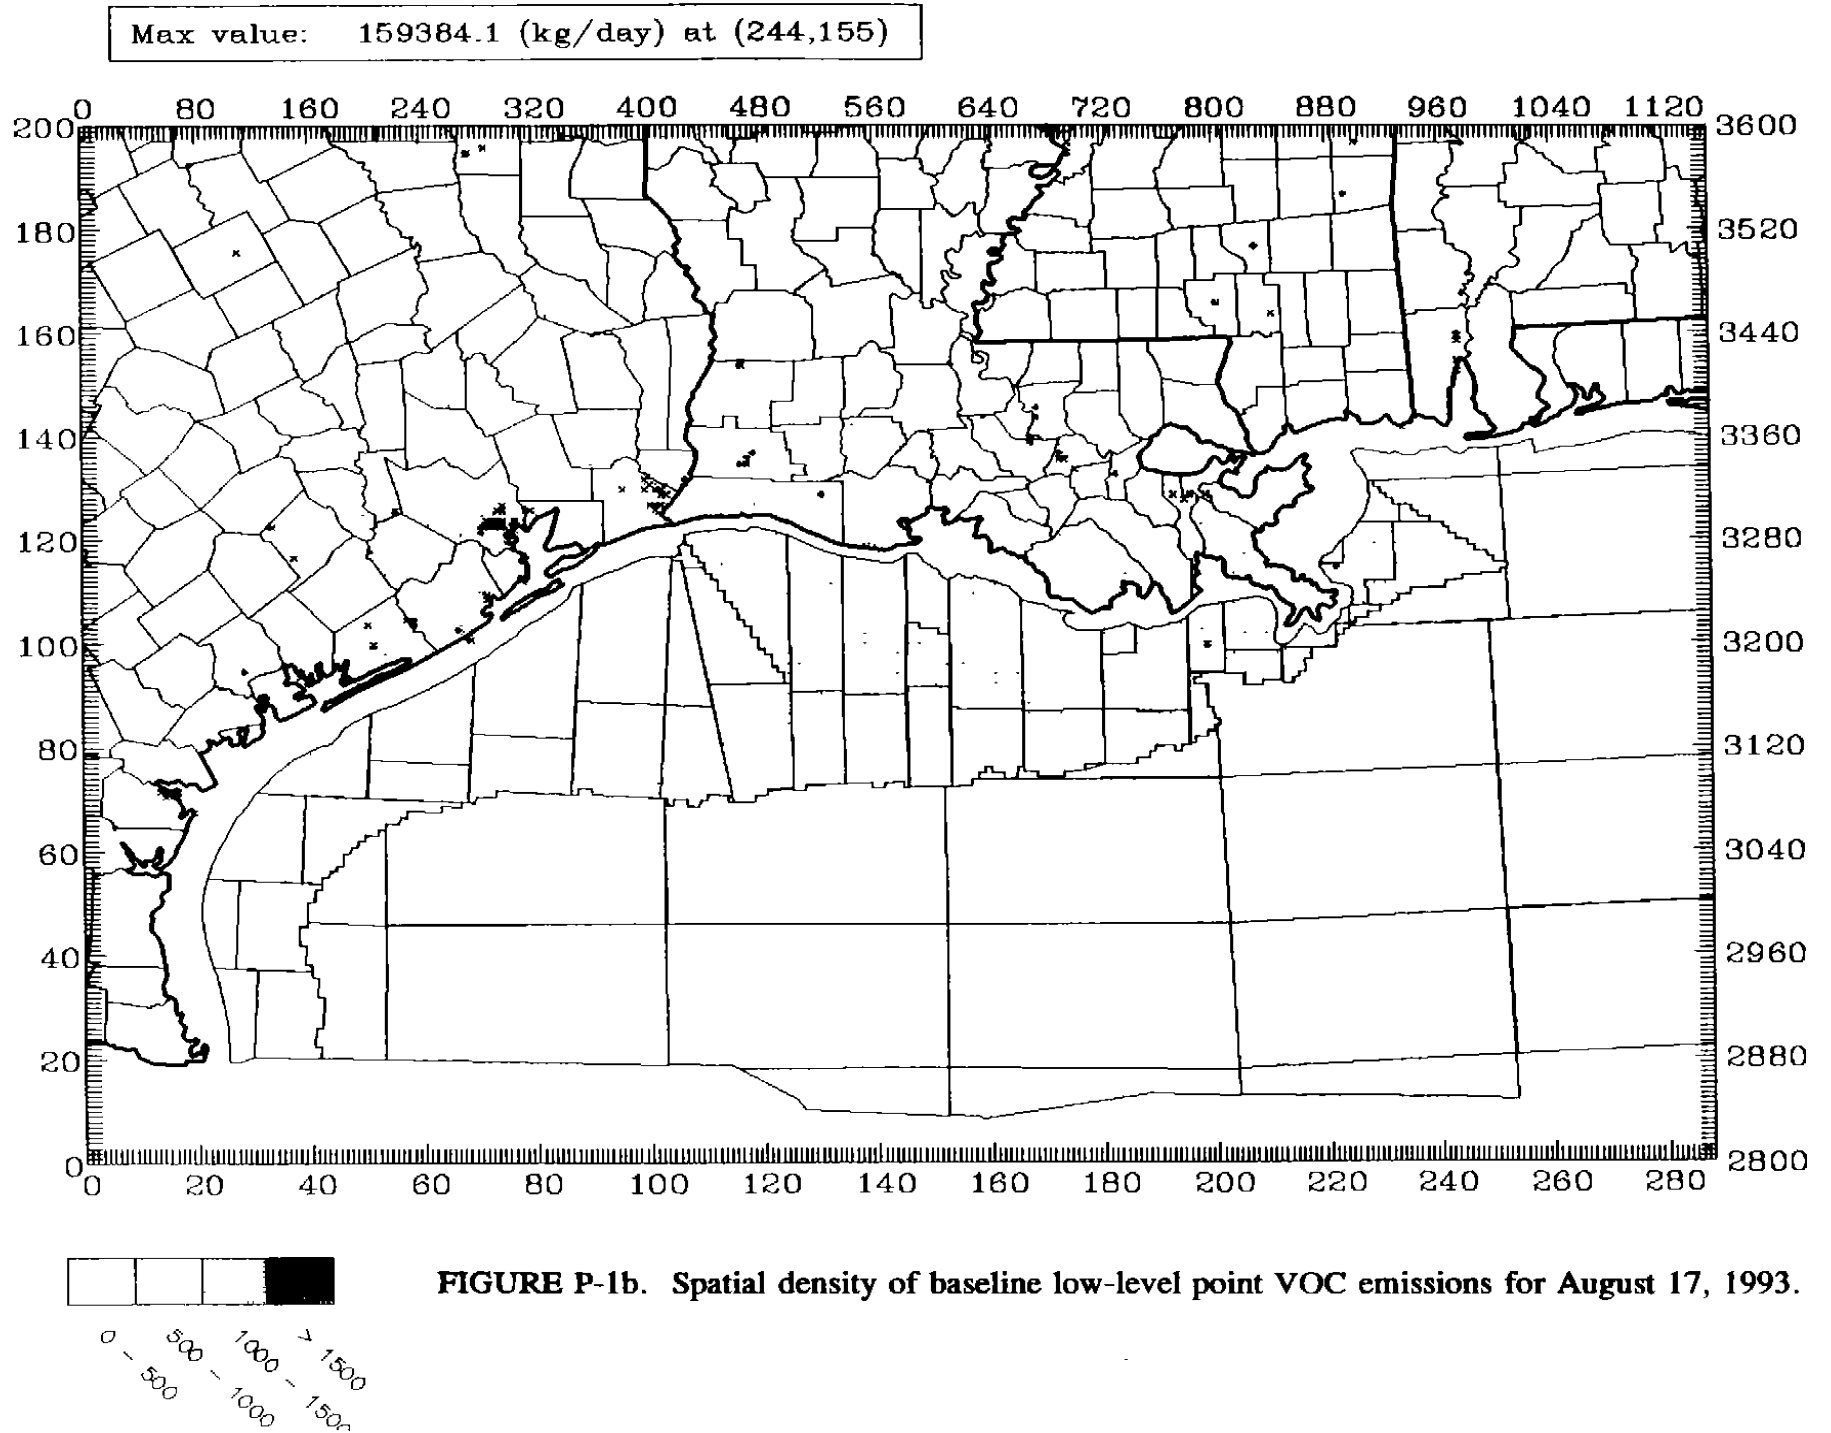 Max value: 159384.1 (kg/day) at (244,155)
0 80 160 240 320 400 480 560 640 720 800 880 960 1040 1120
200 3600
180 3520
160 3440
140 3360
120 3280
100 3200
80 3120
60 3040
40 2960
20 2880
0 2800
0 20 40 60 80 100 120 140 160 180 200 220 240 260 280
FIGURE P-1b. Spatial density of baseline low-level point VOC emissions for August 17, 1993.
0 - 500
500 - 1000
1000 - 1500
> 1500